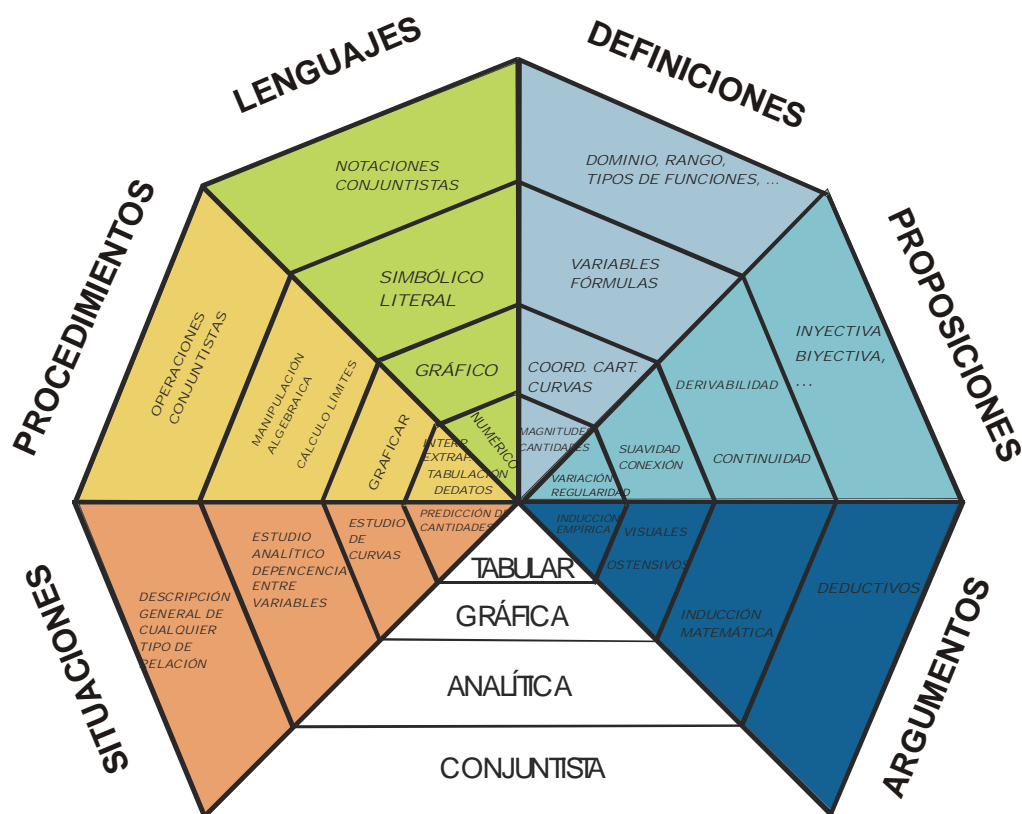 LENGUAJES
DEFINICIONES
PROCEDIMIENTOS
PROPOSICIONES
SITUACIONES
ARGUMENTOS
NOTACIONES
CONJUNTISTAS
SIMBÓLICO
LITERAL
GRÁFICO
NUMÉRICO
DOMINIO, RANGO,
TIPOS DE FUNCIONES, ...
VARIABLES
FÓRMULAS
COORD. CART.
CURVAS
MAGNITUDES
CANTIDADES
OPERACIONES
CONJUNTISTAS
MANIPULACIÓN
ALGEBRAICA
CÁLCULO LÍMITES
GRAFICAR
INTERP.
EXTRAP.
TABULACIÓN
DEDATOS
INYECTIVA
BIYECTIVA,
...
DERIVABILIDAD
CONTINUIDAD
SUAVIDAD
CONEXIÓN
VARIACIÓN
REGULARIDAD
DESCRIPCIÓN
GENERAL DE
CUALQUIER
TIPO DE
RELACIÓN
ESTUDIO
ANALÍTICO
DEPENCENCIA
ENTRE
VARIABLES
ESTUDIO
DE
CURVAS
PREDICCIÓN DE
CANTIDADES
INDUCCIÓN
EMPÍRICA
VISUALES
OSTENSIVOS
INDUCCIÓN
MATEMÁTICA
DEDUCTIVOS
TABULAR
GRÁFICA
ANALÍTICA
CONJUNTISTA